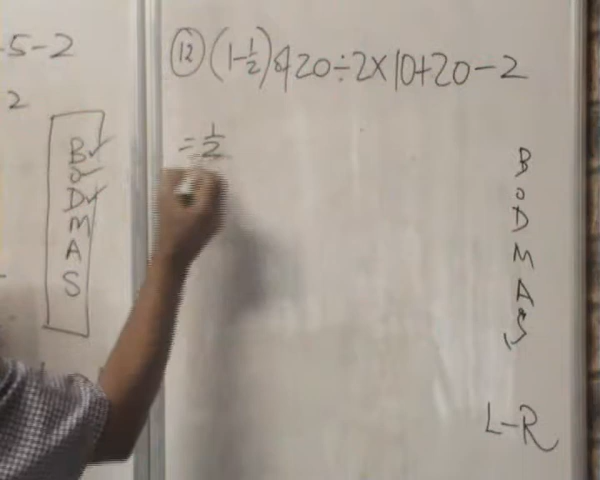 -5-2
2
B✓
O✓
D✓
M
A
S
⑫ (1-1/2) of 20÷2×10+20-2
= 1/2
B
O
D
M
A
S
L-R